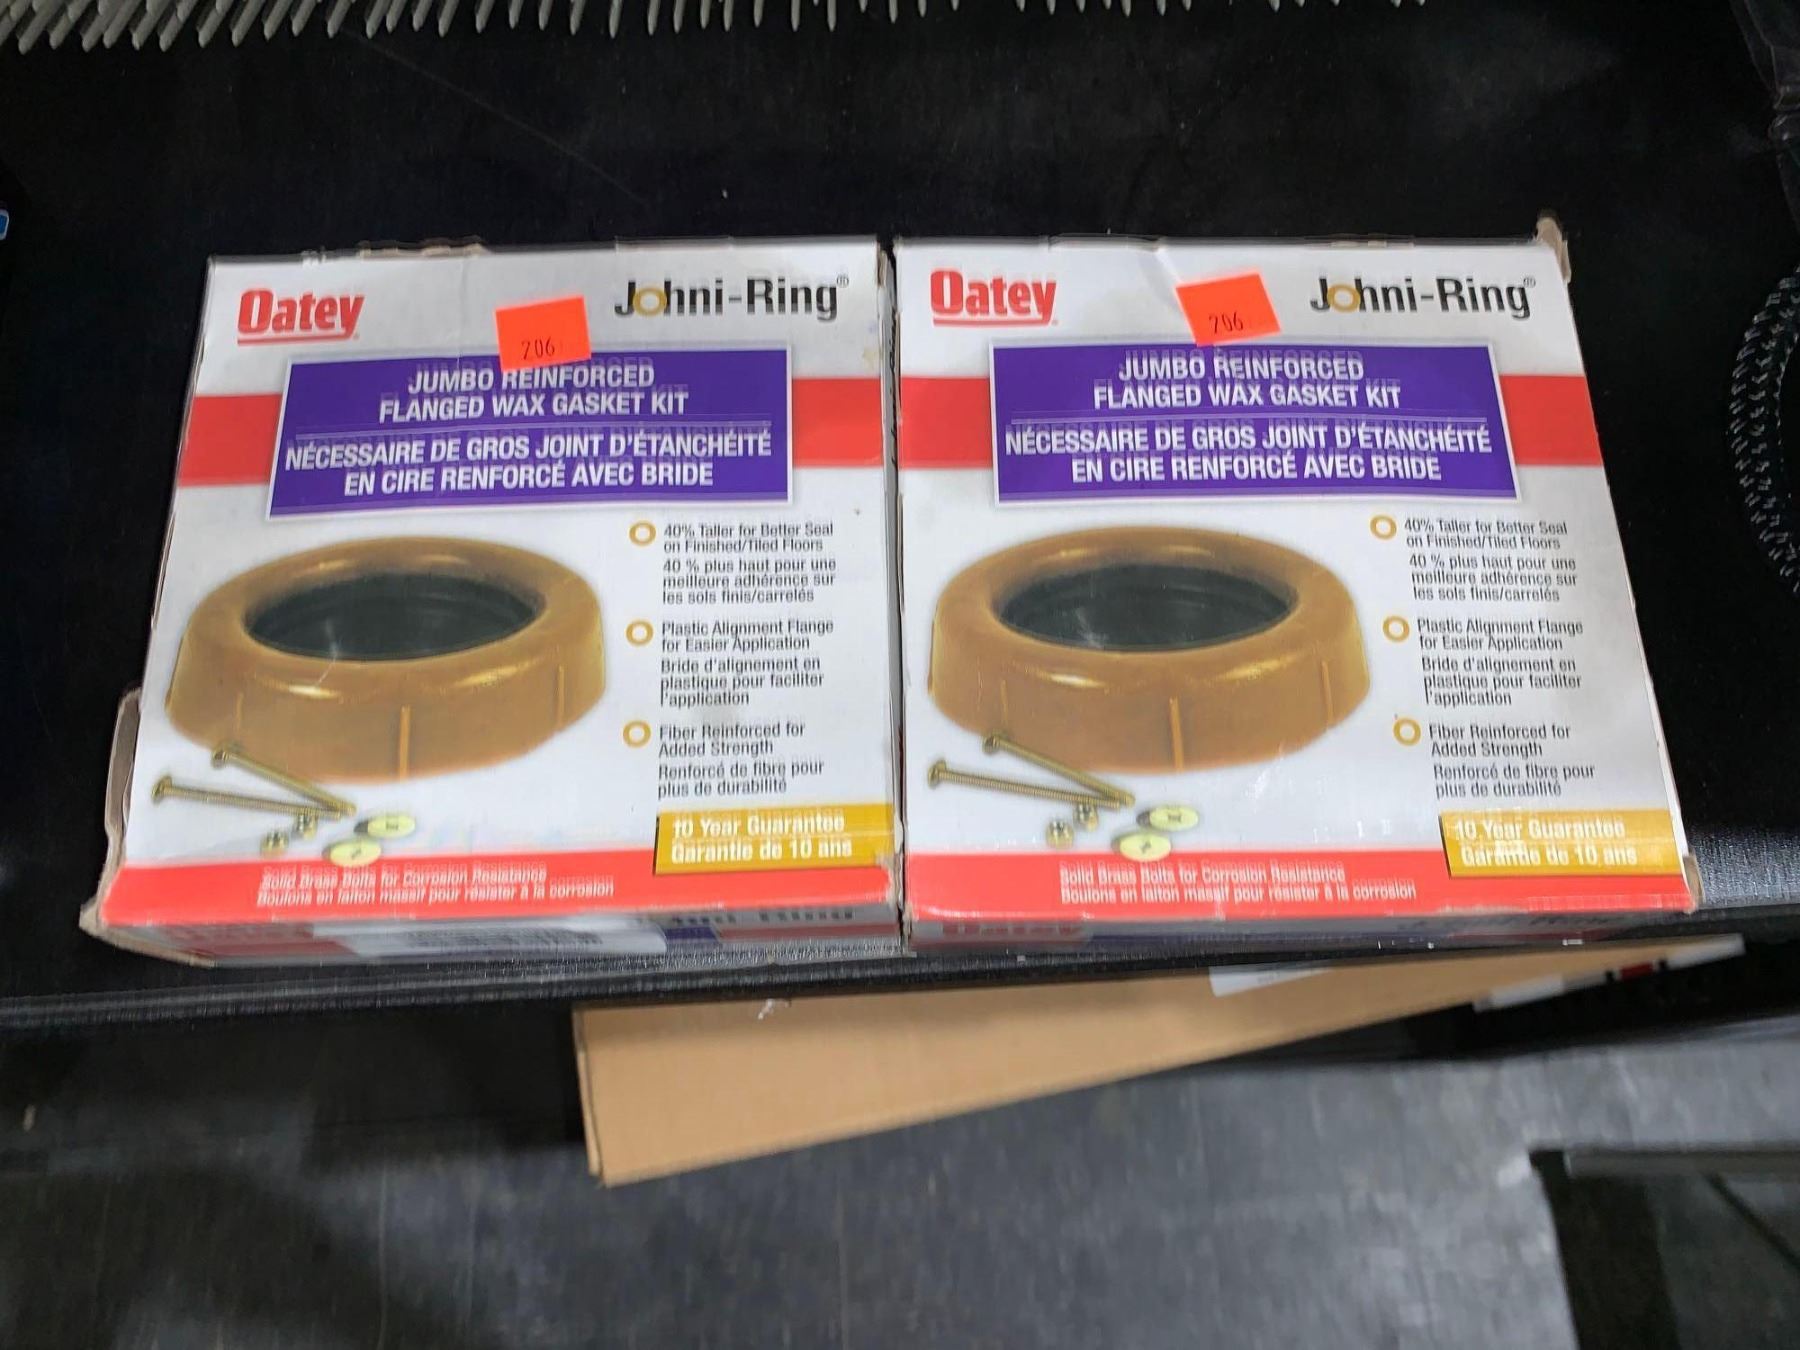 Oatey
Johni-Ring®
206
JUMBO REINFORCED
FLANGED WAX GASKET KIT
NÉCESSAIRE DE GROS JOINT D'ÉTANCHÉITÉ
EN CIRE RENFORCÉ AVEC BRIDE
40% Taller for Better Seal
on Finished/Tiled Floors
40 % plus haut pour une
meilleure adhérence sur
les sols finis/carrelés
Plastic Alignment Flange
for Easier Application
Bride d'alignement en
plastique pour faciliter
l'application
Fiber Reinforced for
Added Strength
Renforcé de fibre pour
plus de durabilité
10 Year Guarantee
Garantie de 10 ans
Solid Brass Bolts for Corrosion Resistance
Boulons en laiton massif pour résister à la corrosion
Oatey
Johni-Ring®
206
JUMBO REINFORCED
FLANGED WAX GASKET KIT
NÉCESSAIRE DE GROS JOINT D'ÉTANCHÉITÉ
EN CIRE RENFORCÉ AVEC BRIDE
40% Taller for Better Seal
on Finished/Tiled Floors
40 % plus haut pour une
meilleure adhérence sur
les sols finis/carrelés
Plastic Alignment Flange
for Easier Application
Bride d'alignement en
plastique pour faciliter
l'application
Fiber Reinforced for
Added Strength
Renforcé de fibre pour
plus de durabilité
10 Year Guarantee
Garantie de 10 ans
Solid Brass Bolts for Corrosion Resistance
Boulons en laiton massif pour résister à la corrosion